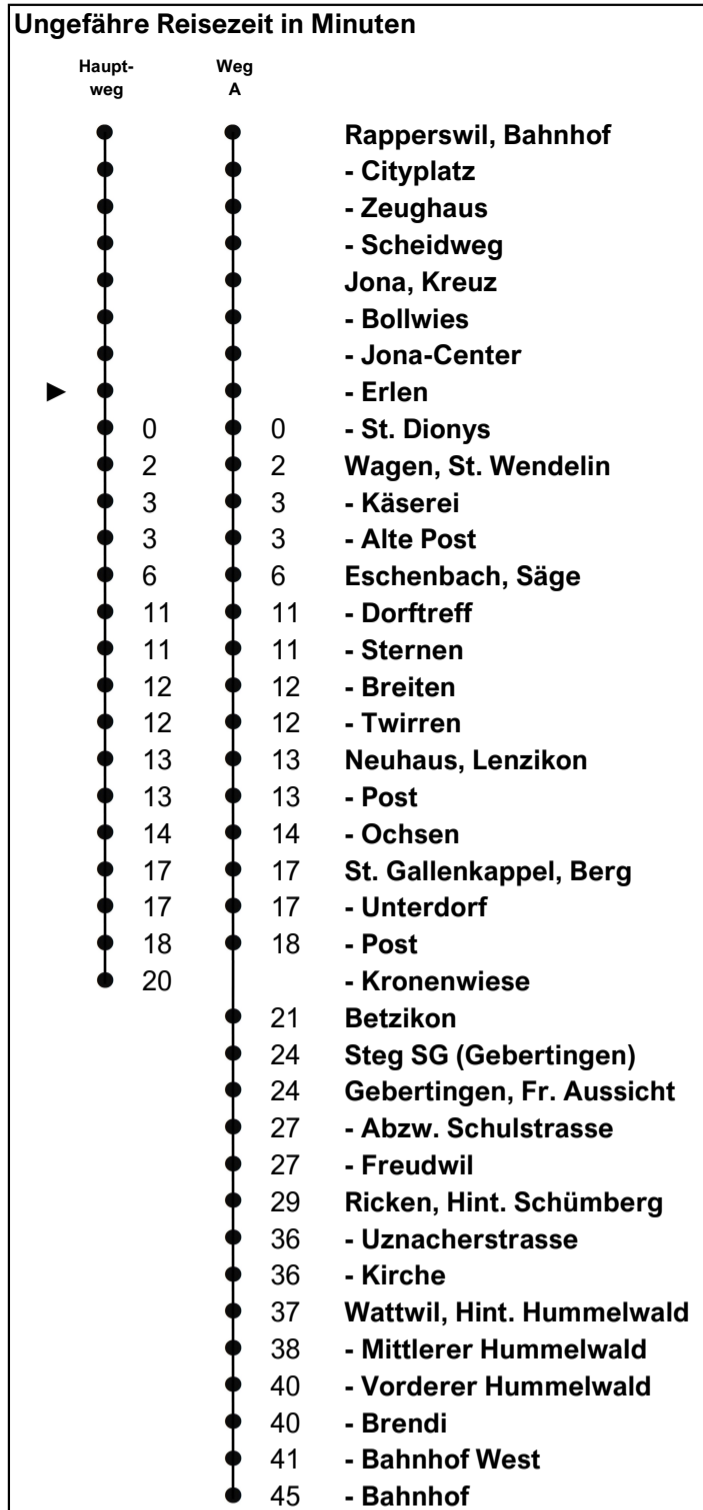 Ungefähre Reisezeit in Minuten
Haupt- Weg
weg A
Rapperswil, Bahnhof
- Cityplatz
- Zeughaus
- Scheidweg
Jona, Kreuz
- Bollwies
- Jona-Center
- Erlen
0 0 - St. Dionys
2 2 Wagen, St. Wendelin
3 3 - Käserei
3 3 - Alte Post
6 6 Eschenbach, Säge
11 11 - Dorftreff
11 11 - Sternen
12 12 - Breiten
12 12 - Twirren
13 13 Neuhaus, Lenzikon
13 13 - Post
14 14 - Ochsen
17 17 St. Gallenkappel, Berg
17 17 - Unterdorf
18 18 - Post
20 - Kronenwiese
21 Betzikon
24 Steg SG (Gebertingen)
24 Gebertingen, Fr. Aussicht
27 - Abzw. Schulstrasse
27 - Freudwil
29 Ricken, Hint. Schümberg
36 - Uznacherstrasse
36 - Kirche
37 Wattwil, Hint. Hummelwald
38 - Mittlerer Hummelwald
40 - Vorderer Hummelwald
40 - Brendi
41 - Bahnhof West
45 - Bahnhof